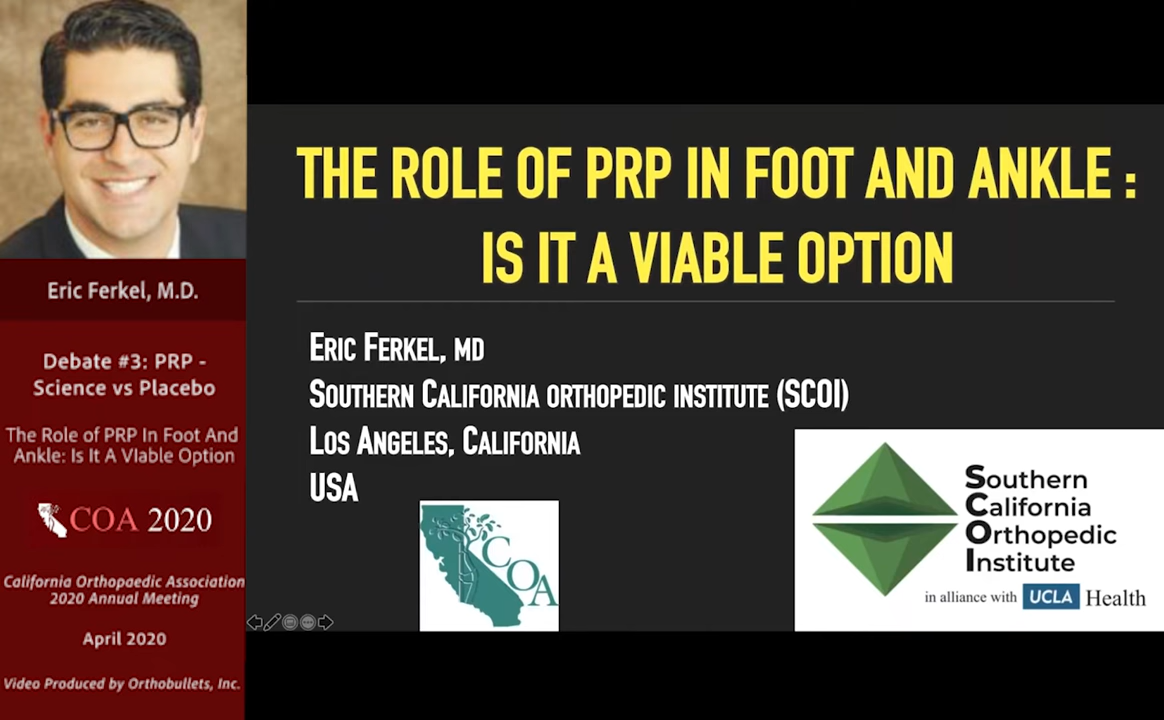 Eric Ferkel, M.D.
Debate #3: PRP -
Science vs Placebo
The Role of PRP In Foot And
Ankle: Is It A VIable Option
COA 2020
California Orthopaedic Association
2020 Annual Meeting
April 2020
Video Produced by Orthobullets, Inc.
THE ROLE OF PRP IN FOOT AND ANKLE :
IS IT A VIABLE OPTION
ERIC FERKEL, MD
SOUTHERN CALIFORNIA ORTHOPEDIC INSTITUTE (SCOI)
LOS ANGELES, CALIFORNIA
USA
COA
Southern
California
Orthopedic
Institute
in alliance with UCLA Health